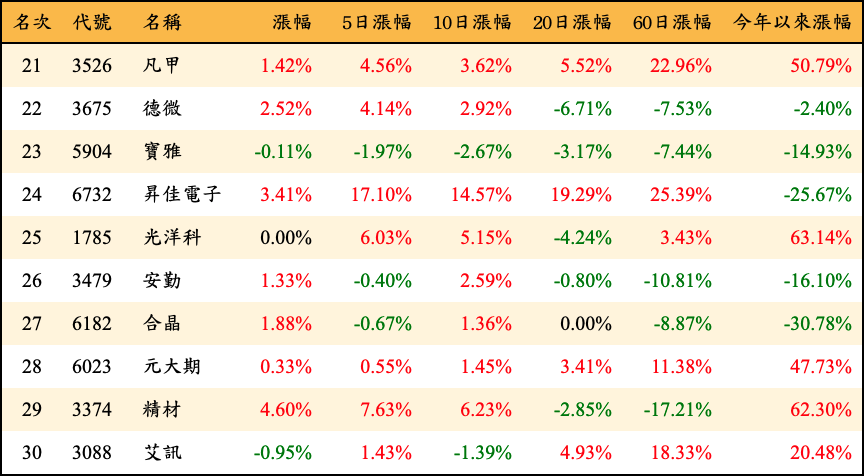 名次 代號 名稱 漲幅 5日漲幅 10日漲幅 20日漲幅 60日漲幅 今年以來漲幅
21 3526 凡甲 1.42% 4.56% 3.62% 5.52% 22.96% 50.79%
22 3675 德微 2.52% 4.14% 2.92% -6.71% -7.53% -2.40%
23 5904 寶雅 -0.11% -1.97% -2.67% -3.17% -7.44% -14.93%
24 6732 昇佳電子 3.41% 17.10% 14.57% 19.29% 25.39% -25.67%
25 1785 光洋科 0.00% 6.03% 5.15% -4.24% 3.43% 63.14%
26 3479 安勤 1.33% -0.40% 2.59% -0.80% -10.81% -16.10%
27 6182 合晶 1.88% -0.67% 1.36% 0.00% -8.87% -30.78%
28 6023 元大期 0.33% 0.55% 1.45% 3.41% 11.38% 47.73%
29 3374 精材 4.60% 7.63% 6.23% -2.85% -17.21% 62.30%
30 3088 艾訊 -0.95% 1.43% -1.39% 4.93% 18.33% 20.48%